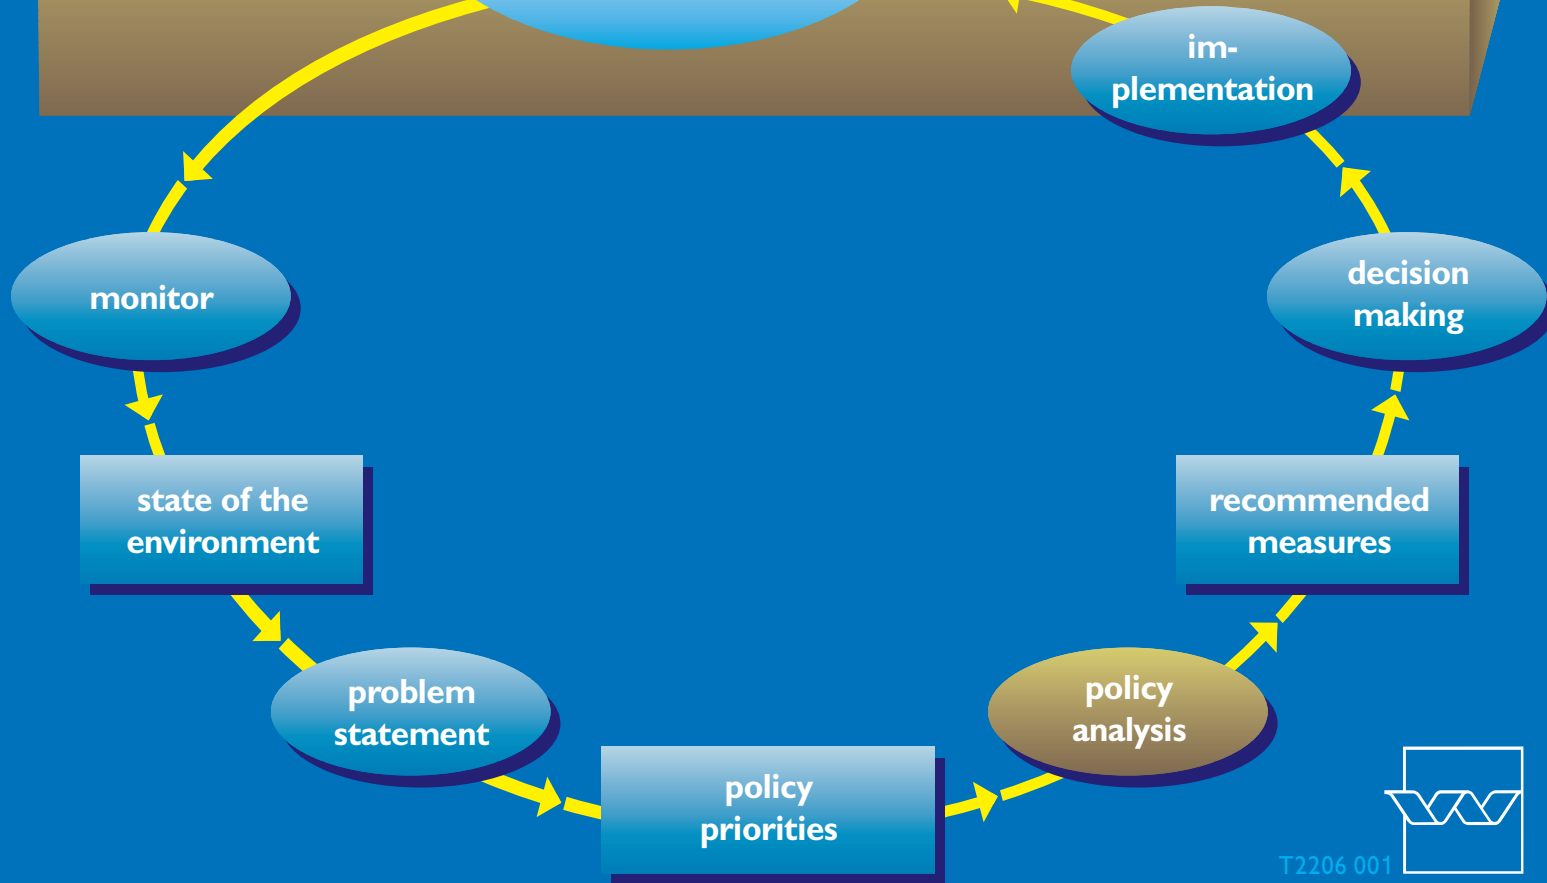 im-
plementation
decision
making
monitor
state of the
environment
recommended
measures
problem
statement
policy
analysis
policy
priorities
T2206 001